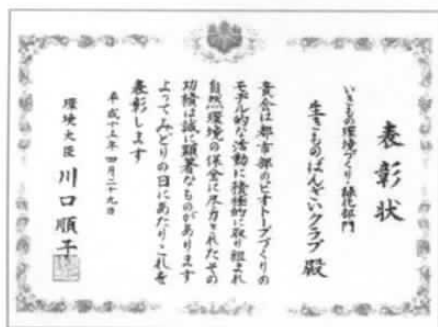 表彰状
いきもの環境づくり・緑化部門
生きものばんざいクラブ殿
貴会は都市部のビオトープづくりの
モデル的な活動に積極的に取り組まれ
自然環境の保全に尽力されたその
功績は誠に顕著なものがあります
よってみどりの日にあたりこれを
表彰します
平成十三年四月二十九日
環境大臣 川口順子